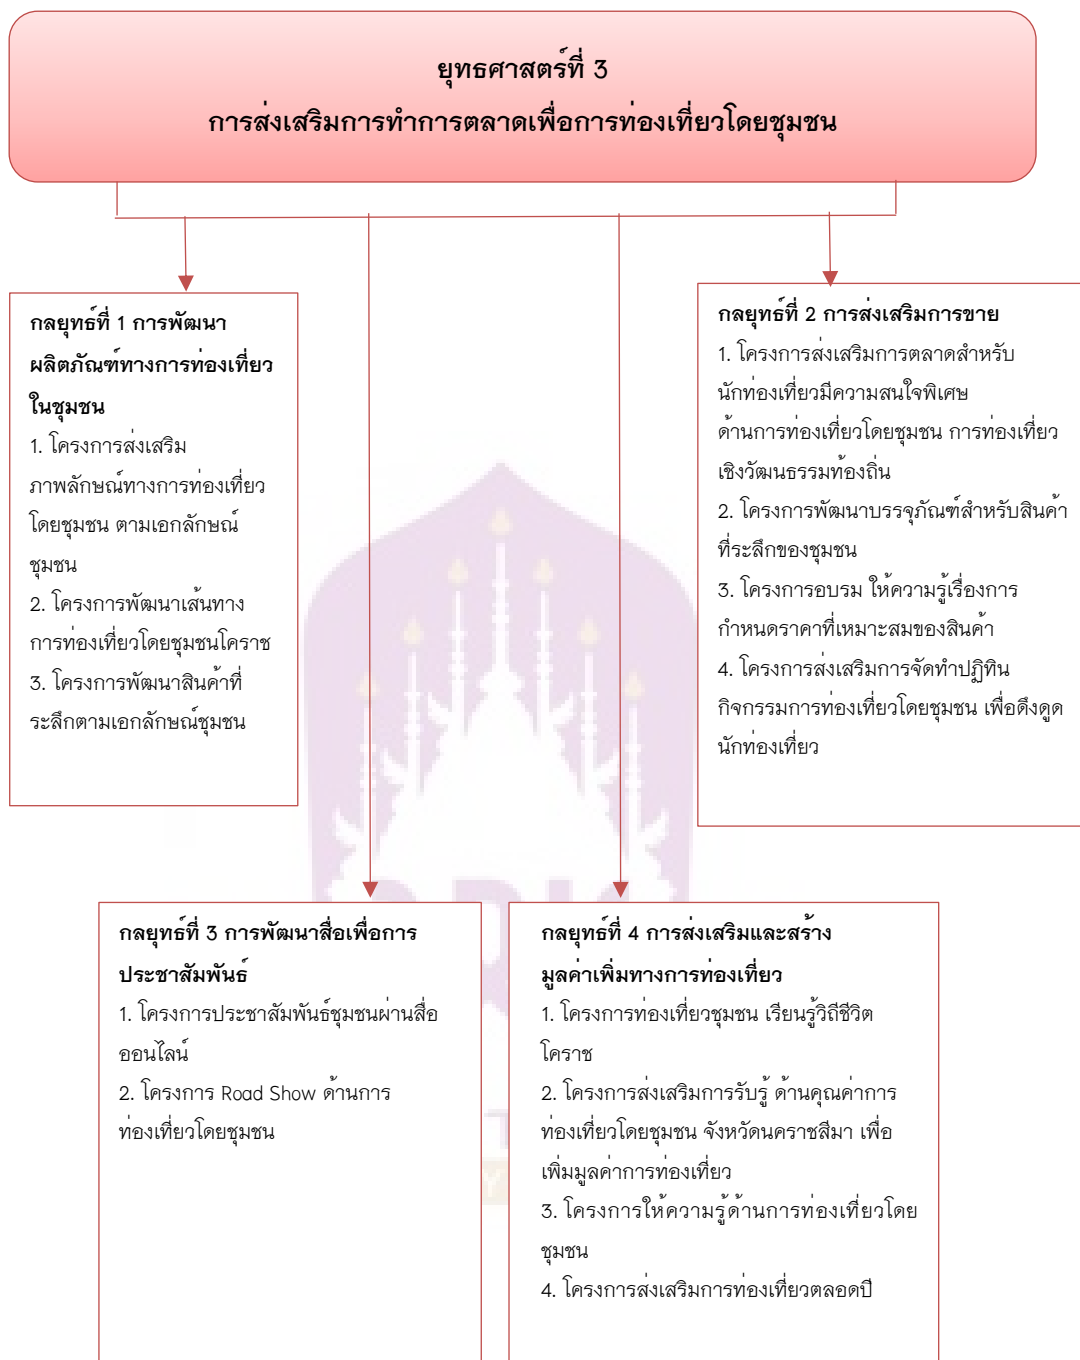 ยุทธศาสตร์ที่ 3
การส่งเสริมการทำการตลาดเพื่อการท่องเที่ยวโดยชุมชน
กลยุทธ์ที่ 1 การพัฒนา
ผลิตภัณฑ์ทางการท่องเที่ยว
ในชุมชน
1. โครงการส่งเสริม
ภาพลักษณ์ทางการท่องเที่ยว
โดยชุมชน ตามเอกลักษณ์
ชุมชน
2. โครงการพัฒนาเส้นทาง
การท่องเที่ยวโดยชุมชนโคราช
3. โครงการพัฒนาสินค้าที่
ระลึกตามเอกลักษณ์ชุมชน
กลยุทธ์ที่ 2 การส่งเสริมการขาย
1. โครงการส่งเสริมการตลาดสำหรับ
นักท่องเที่ยวมีความสนใจพิเศษ
ด้านการท่องเที่ยวโดยชุมชน การท่องเที่ยว
เชิงวัฒนธรรมท้องถิ่น
2. โครงการพัฒนาบรรจุภัณฑ์สำหรับสินค้า
ที่ระลึกของชุมชน
3. โครงการอบรม ให้ความรู้เรื่องการ
กำหนดราคาที่เหมาะสมของสินค้า
4. โครงการส่งเสริมการจัดทำปฏิทิน
กิจกรรมการท่องเที่ยวโดยชุมชน เพื่อดึงดูด
นักท่องเที่ยว
กลยุทธ์ที่ 3 การพัฒนาสื่อเพื่อการ
ประชาสัมพันธ์
1. โครงการประชาสัมพันธ์ชุมชนผ่านสื่อ
ออนไลน์
2. โครงการ Road Show ด้านการ
ท่องเที่ยวโดยชุมชน
กลยุทธ์ที่ 4 การส่งเสริมและสร้าง
มูลค่าเพิ่มทางการท่องเที่ยว
1. โครงการท่องเที่ยวชุมชน เรียนรู้วิถีชีวิต
โคราช
2. โครงการส่งเสริมการรับรู้ ด้านคุณค่าการ
ท่องเที่ยวโดยชุมชน จังหวัดนคราชสีมา เพื่อ
เพิ่มมูลค่าการท่องเที่ยว
3. โครงการให้ความรู้ด้านการท่องเที่ยวโดย
ชุมชน
4. โครงการส่งเสริมการท่องเที่ยวตลอดปี